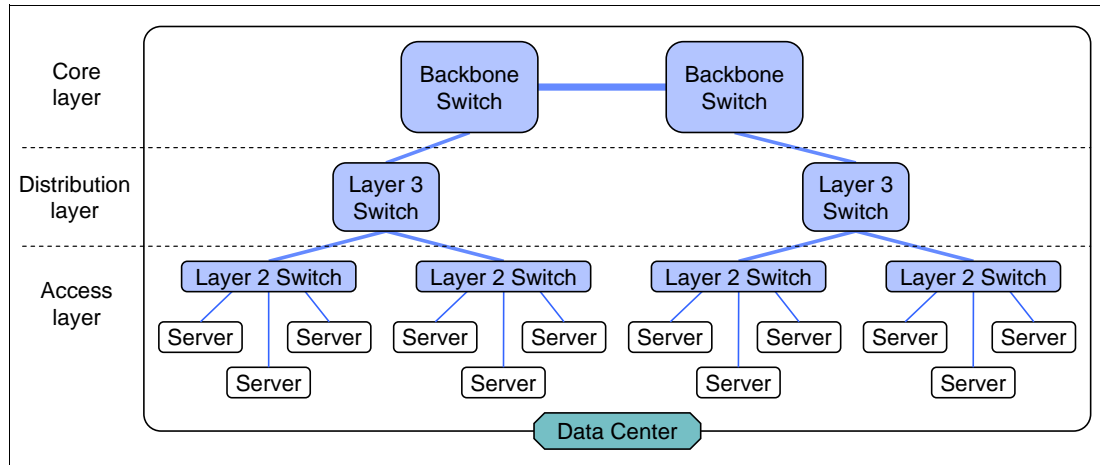 Core
layer
Backbone
Switch
Backbone
Switch
Distribution
layer
Layer 3
Switch
Layer 3
Switch
Access
layer
Layer 2 Switch
Layer 2 Switch
Layer 2 Switch
Layer 2 Switch
Server
Server
Server
Server
Server
Server
Server
Server
Server
Server
Server
Server
Data Center